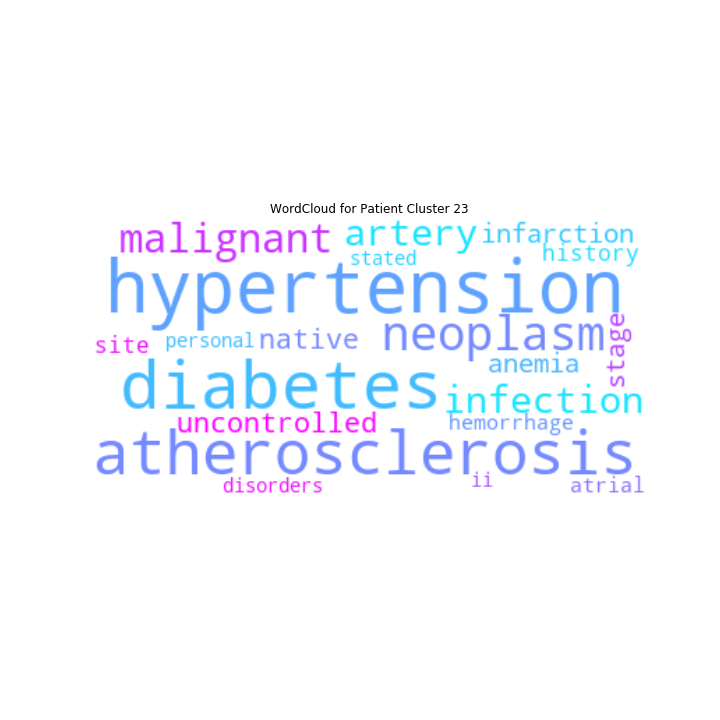 WordCloud for Patient Cluster 23
malignant artery infarction
stated history
hypertension
site personal native neoplasm stage
anemia
diabetes infection
uncontrolled hemorrhage
atherosclerosis
disorders ii atrial